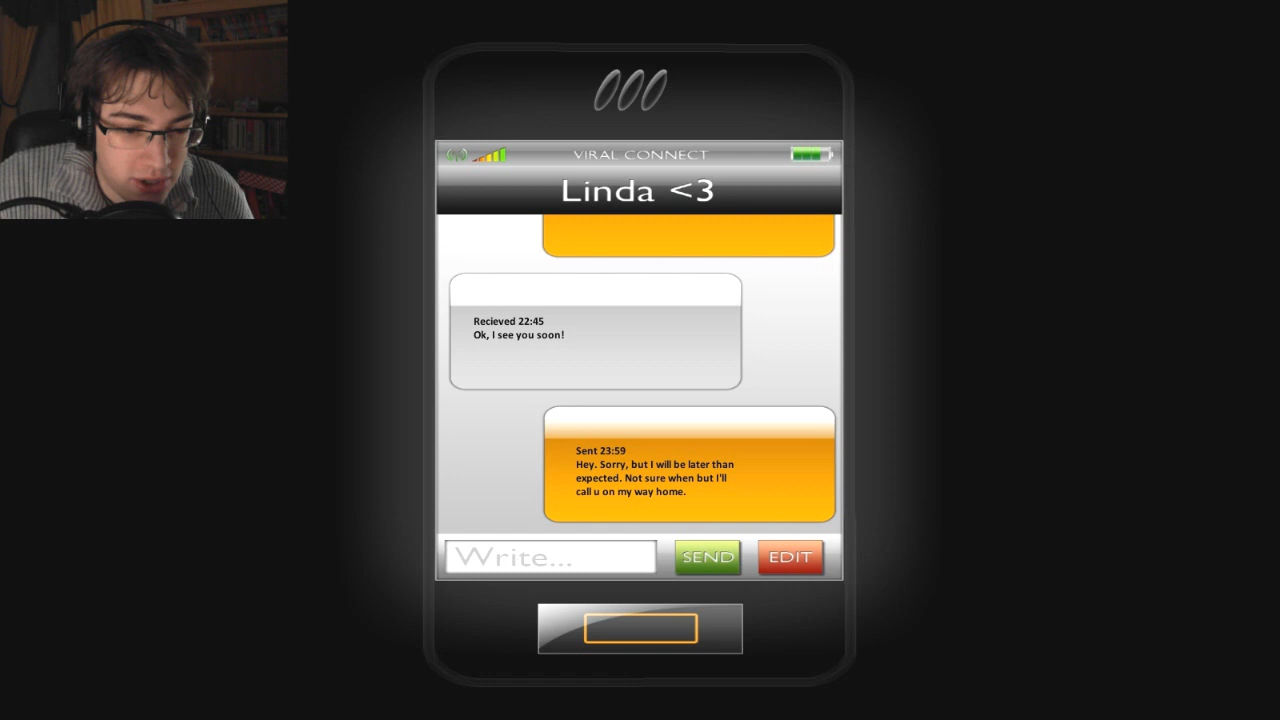 VIRAL CONNECT
Linda <3
Recieved 22:45
Ok, I see you soon!
Sent 23:59
Hey. Sorry, but I will be later than
expected. Not sure when but I'll
call u on my way home.
Write...
SEND
EDIT